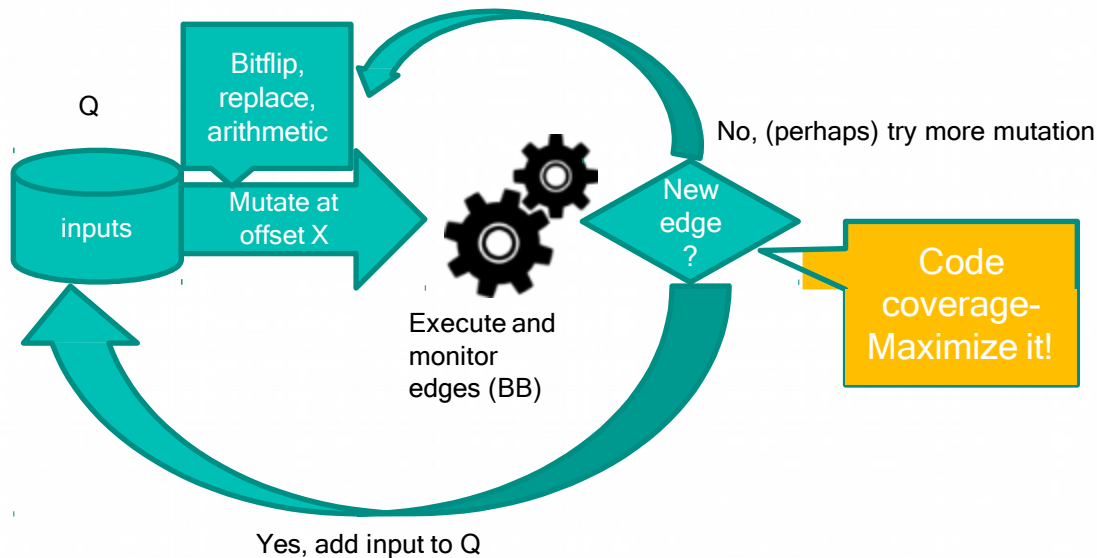 Bitflip,
replace,
arithmetic
Q
No, (perhaps) try more mutation
inputs
Mutate at
offset X
New
edge
?
Code
coverage-
Maximize it!
Execute and
monitor
edges (BB)
Yes, add input to Q